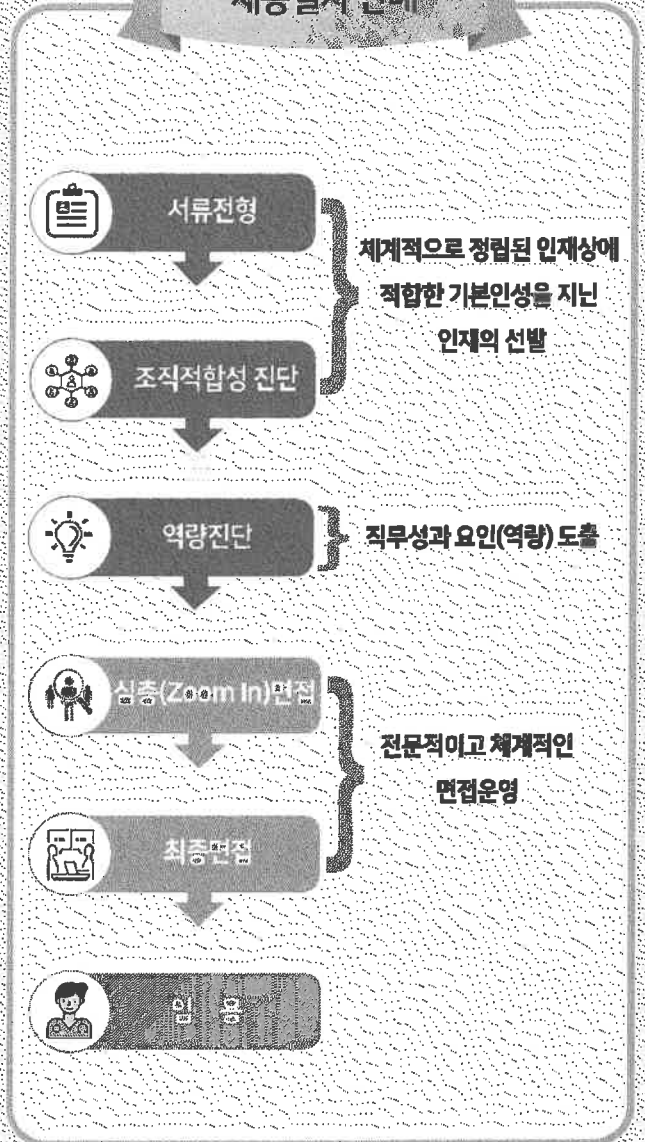 서류전형
체계적으로 정립된 인재상에
적합한 기본인성을 지닌
인재의 선발
조직적합성 진단
역량진단
직무성과 요인(역량) 도출
심층(Zoom In)면접
전문적이고 체계적인
면접운영
최종면접